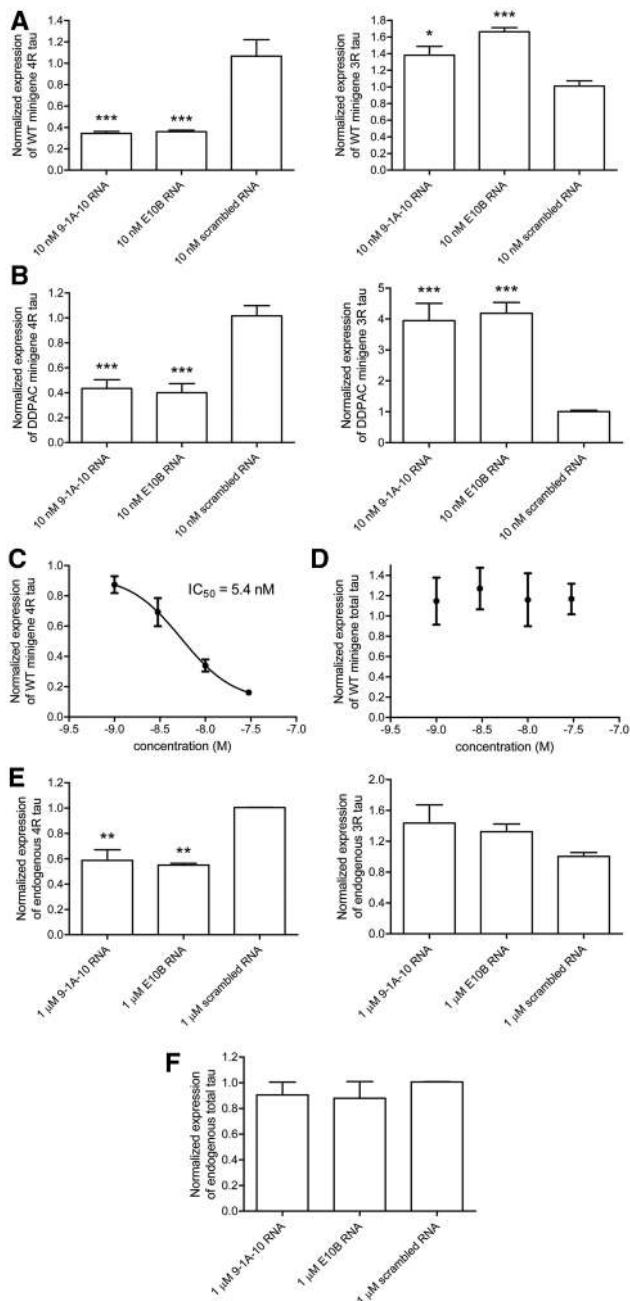 A
Normalized expression
of WT minigene 4R tau
1.4
1.2
1.0
0.8
0.6
0.4
0.2
0.0
***
***
10 nM 9-1A-10 RNA
10 nM E10B RNA
10 nM scrambled RNA
Normalized expression
of WT minigene 3R tau
1.8
1.6
1.4
1.2
1.0
0.8
0.6
0.4
0.2
0.0
*
***
10 nM 9-1A-10 RNA
10 nM E10B RNA
10 nM scrambled RNA
B
Normalized expression
of DDPAC minigene 4R tau
1.2
1.0
0.8
0.6
0.4
0.2
0.0
***
***
10 nM 9-1A-10 RNA
10 nM E10B RNA
10 nM scrambled RNA
Normalized expression
of DDPAC minigene 3R tau
5
4
3
2
1
0
***
***
10 nM 9-1A-10 RNA
10 nM E10B RNA
10 nM scrambled RNA
C
Normalized expression
of WT minigene 4R tau
1.0
0.8
0.6
0.4
0.2
0.0
IC50 = 5.4 nM
-9.5
-9.0
-8.5
-8.0
-7.5
-7.0
concentration (M)
D
Normalized expression
of WT minigene total tau
1.4
1.2
1.0
0.8
0.6
0.4
0.2
0.0
-9.5
-9.0
-8.5
-8.0
-7.5
-7.0
concentration (M)
E
Normalized expression
of endogenous 4R tau
1.2
1.0
0.8
0.6
0.4
0.2
0.0
**
**
1 µM 9-1A-10 RNA
1 µM E10B RNA
1 µM scrambled RNA
Normalized expression
of endogenous 3R tau
2.0
1.6
1.2
0.8
0.4
0.0
1 µM 9-1A-10 RNA
1 µM E10B RNA
1 µM scrambled RNA
F
Normalized expression
of endogenous total tau
1.2
1.0
0.8
0.6
0.4
0.2
0.0
1 µM 9-1A-10 RNA
1 µM E10B RNA
1 µM scrambled RNA